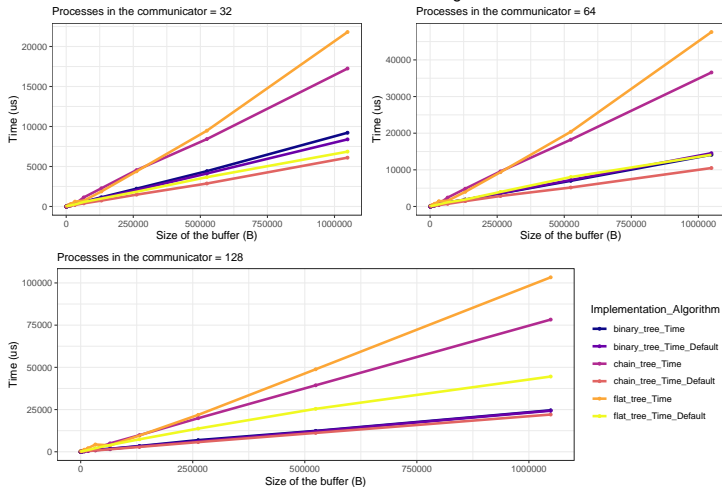 Processes in the communicator = 32
Time (us)
20000
15000
10000
5000
0
0
250000
500000
750000
1000000
Size of the buffer (B)
Processes in the communicator = 64
Time (us)
40000
30000
20000
10000
0
0
250000
500000
750000
1000000
Size of the buffer (B)
Processes in the communicator = 128
Time (us)
100000
75000
50000
25000
0
0
250000
500000
750000
1000000
Size of the buffer (B)
Implementation_Algorithm
binary_tree_Time
binary_tree_Time_Default
chain_tree_Time
chain_tree_Time_Default
flat_tree_Time
flat_tree_Time_Default